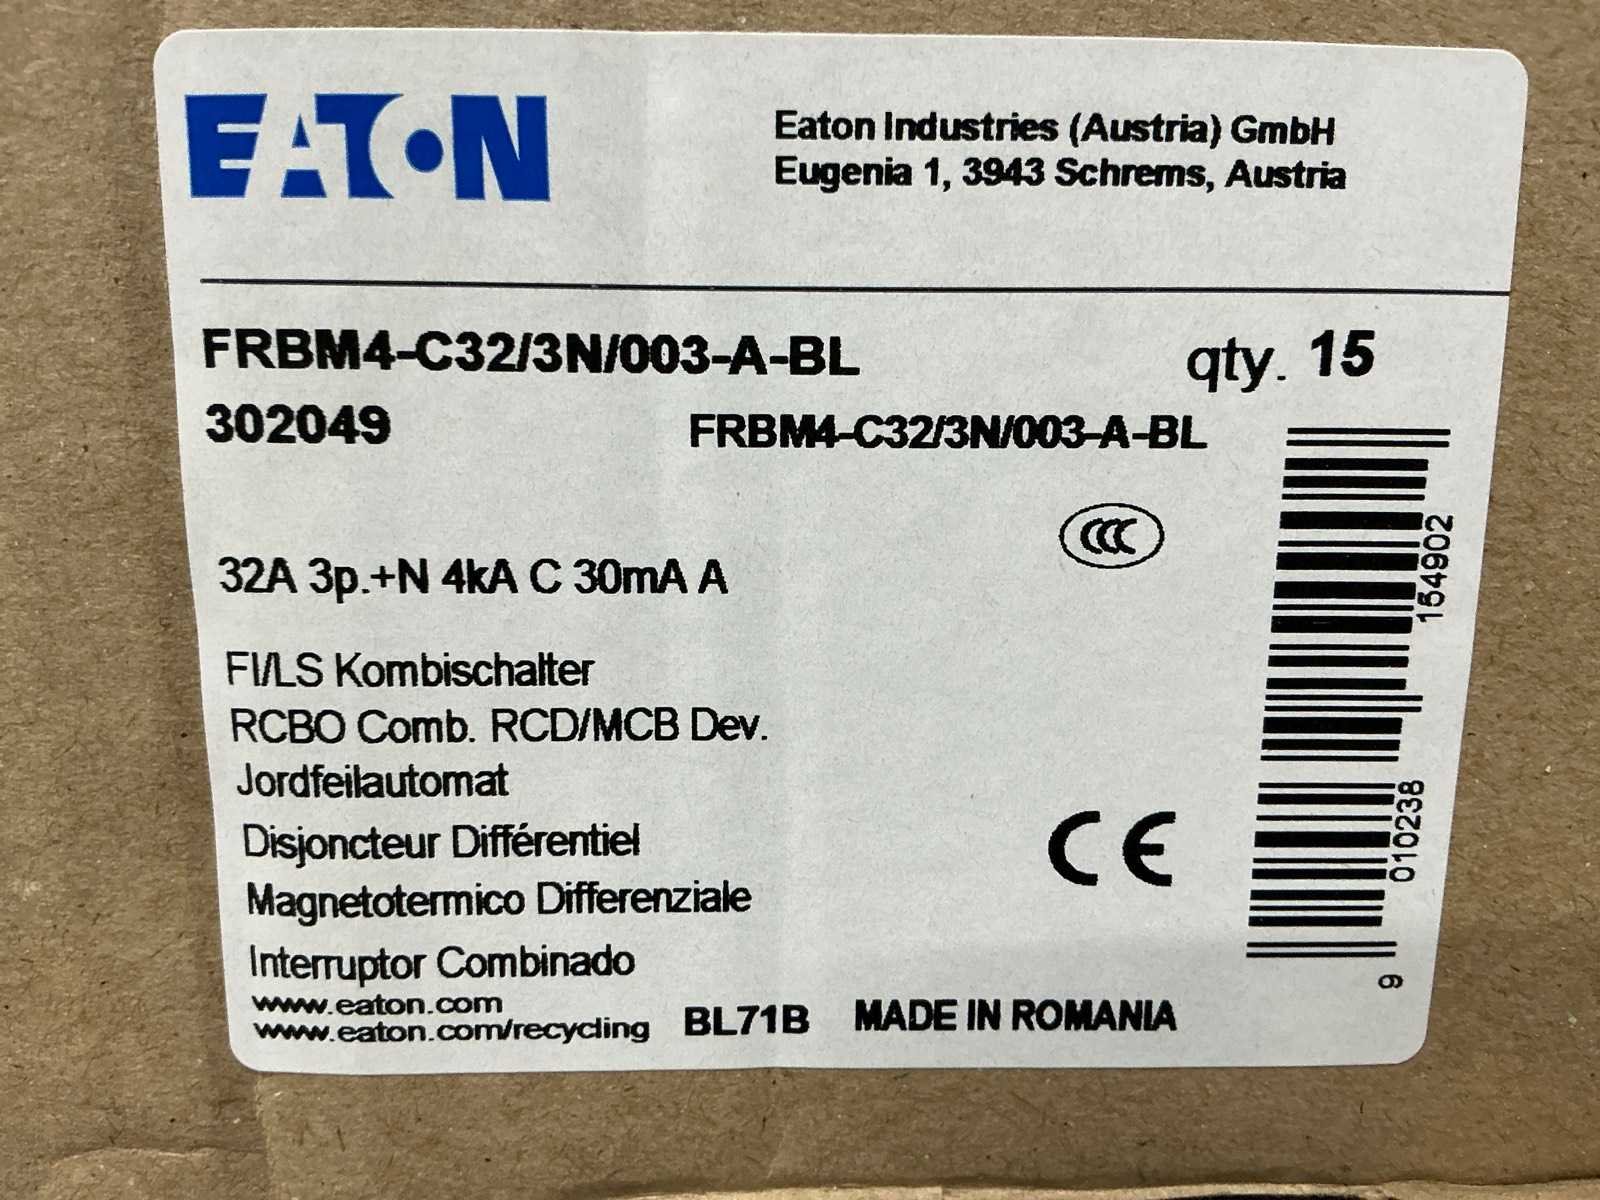 EATON
Eaton Industries (Austria) GmbH
Eugenia 1, 3943 Schrems, Austria
FRBM4-C32/3N/003-A-BL
qty. 15
302049
FRBM4-C32/3N/003-A-BL
CCC
32A 3p.+N 4kA C 30mA A
FI/LS Kombischalter
RCBO Comb. RCD/MCB Dev.
Jordfeilautomat
Disjoncteur Différentiel
Magnetotermico Differenziale
Interruptor Combinado
www.eaton.com
www.eaton.com/recycling
BL71B
MADE IN ROMANIA
CE
9 010238 154902